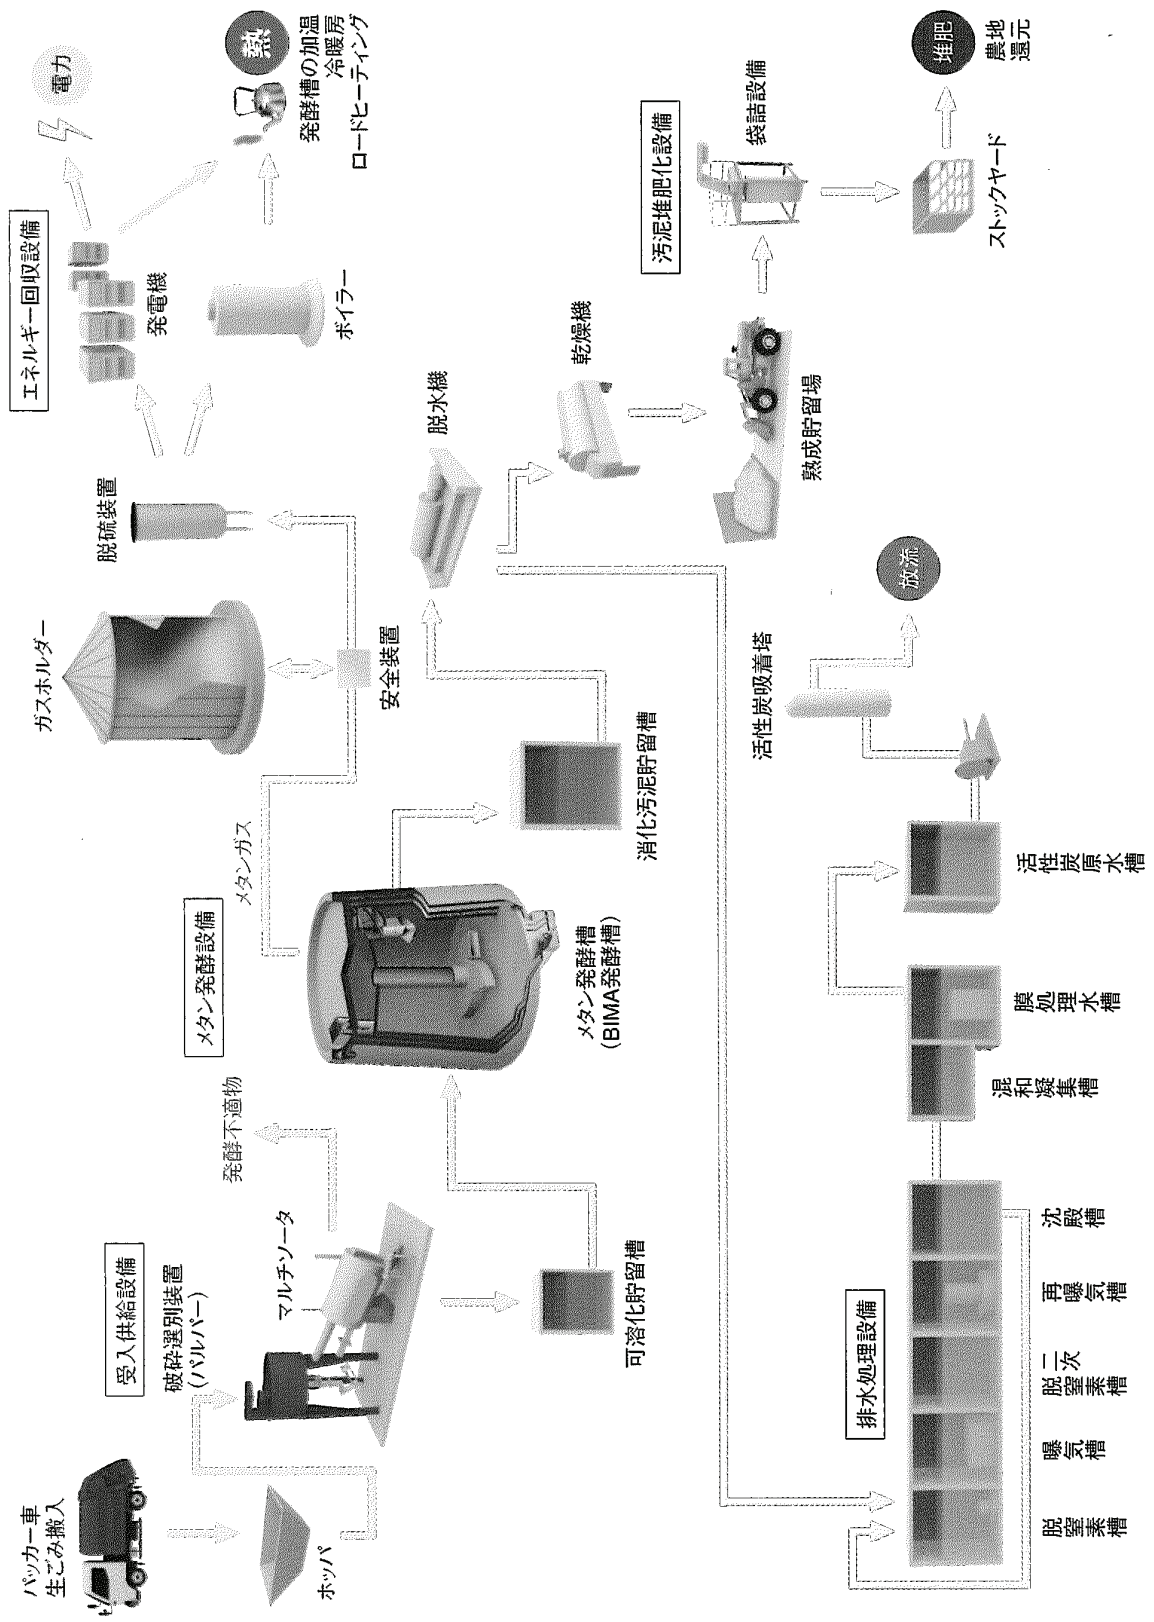 パッカー車
生ごみ搬入
ホッパ
受入供給設備
破砕選別装置
(パルパー)
マルチソータ
発酵不適物
可溶化貯留槽
メタン発酵設備
メタンガス
メタン発酵槽
(BIMA発酵槽)
消化汚泥貯留槽
ガスホルダー
安全装置
脱硫装置
エネルギー回収設備
発電機
ボイラー
電力
熱
発酵槽の加温
冷暖房
ロードヒーティング
脱水機
乾燥機
熟成貯留場
汚泥堆肥化設備
袋詰設備
ストックヤード
堆肥
農地
還元
排水処理設備
脱窒素槽
曝気槽
二次
脱窒素槽
再曝気槽
沈殿槽
混和凝集槽
膜処理水槽
活性炭原水槽
活性炭吸着塔
放流